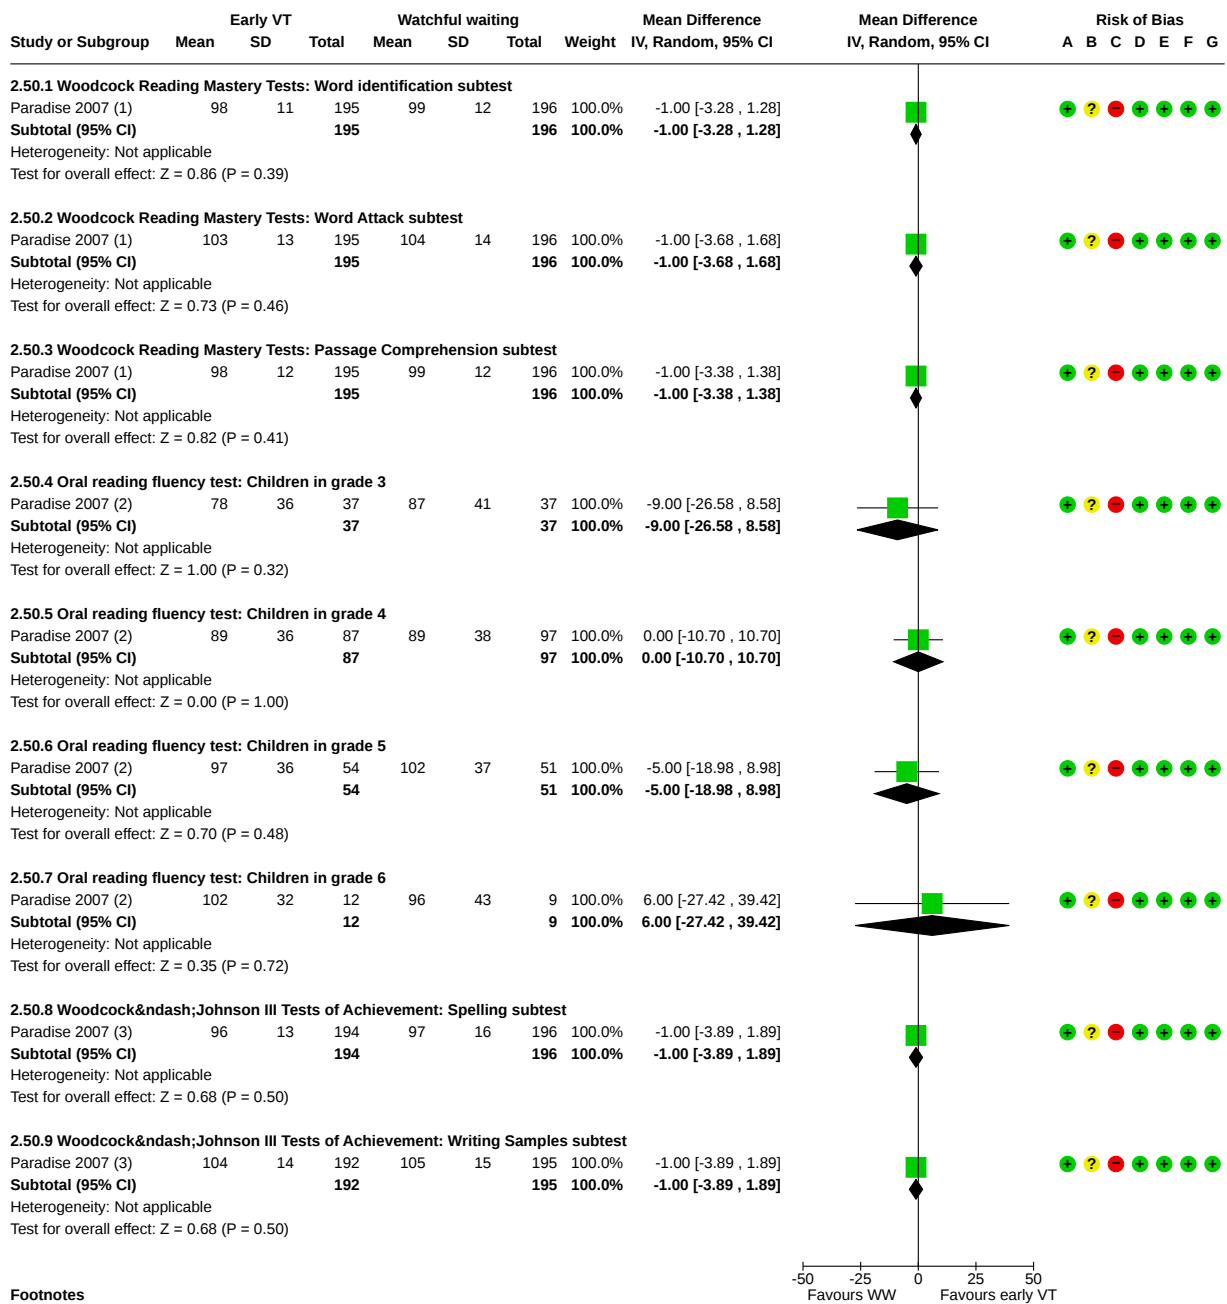 Early VT Watchful waiting Mean Difference Mean Difference Risk of Bias
Study or Subgroup Mean SD Total Mean SD Total Weight IV, Random, 95% CI IV, Random, 95% CI A B C D E F G
2.50.1 Woodcock Reading Mastery Tests: Word identification subtest
Paradise 2007 (1) 98 11 195 99 12 196 100.0% -1.00 [-3.28 , 1.28] + ? − + + + +
Subtotal (95% CI) 195 196 100.0% -1.00 [-3.28 , 1.28]
Heterogeneity: Not applicable
Test for overall effect: Z = 0.86 (P = 0.39)
2.50.2 Woodcock Reading Mastery Tests: Word Attack subtest
Paradise 2007 (1) 103 13 195 104 14 196 100.0% -1.00 [-3.68 , 1.68] + ? − + + + +
Subtotal (95% CI) 195 196 100.0% -1.00 [-3.68 , 1.68]
Heterogeneity: Not applicable
Test for overall effect: Z = 0.73 (P = 0.46)
2.50.3 Woodcock Reading Mastery Tests: Passage Comprehension subtest
Paradise 2007 (1) 98 12 195 99 12 196 100.0% -1.00 [-3.38 , 1.38] + ? − + + + +
Subtotal (95% CI) 195 196 100.0% -1.00 [-3.38 , 1.38]
Heterogeneity: Not applicable
Test for overall effect: Z = 0.82 (P = 0.41)
2.50.4 Oral reading fluency test: Children in grade 3
Paradise 2007 (2) 78 36 37 87 41 37 100.0% -9.00 [-26.58 , 8.58] + ? − + + + +
Subtotal (95% CI) 37 37 100.0% -9.00 [-26.58 , 8.58]
Heterogeneity: Not applicable
Test for overall effect: Z = 1.00 (P = 0.32)
2.50.5 Oral reading fluency test: Children in grade 4
Paradise 2007 (2) 89 36 87 89 38 97 100.0% 0.00 [-10.70 , 10.70] + ? − + + + +
Subtotal (95% CI) 87 97 100.0% 0.00 [-10.70 , 10.70]
Heterogeneity: Not applicable
Test for overall effect: Z = 0.00 (P = 1.00)
2.50.6 Oral reading fluency test: Children in grade 5
Paradise 2007 (2) 97 36 54 102 37 51 100.0% -5.00 [-18.98 , 8.98] + ? − + + + +
Subtotal (95% CI) 54 51 100.0% -5.00 [-18.98 , 8.98]
Heterogeneity: Not applicable
Test for overall effect: Z = 0.70 (P = 0.48)
2.50.7 Oral reading fluency test: Children in grade 6
Paradise 2007 (2) 102 32 12 96 43 9 100.0% 6.00 [-27.42 , 39.42] + ? − + + + +
Subtotal (95% CI) 12 9 100.0% 6.00 [-27.42 , 39.42]
Heterogeneity: Not applicable
Test for overall effect: Z = 0.35 (P = 0.72)
2.50.8 Woodcock&ndash;Johnson III Tests of Achievement: Spelling subtest
Paradise 2007 (3) 96 13 194 97 16 196 100.0% -1.00 [-3.89 , 1.89] + ? − + + + +
Subtotal (95% CI) 194 196 100.0% -1.00 [-3.89 , 1.89]
Heterogeneity: Not applicable
Test for overall effect: Z = 0.68 (P = 0.50)
2.50.9 Woodcock&ndash;Johnson III Tests of Achievement: Writing Samples subtest
Paradise 2007 (3) 104 14 192 105 15 195 100.0% -1.00 [-3.89 , 1.89] + ? − + + + +
Subtotal (95% CI) 192 195 100.0% -1.00 [-3.89 , 1.89]
Heterogeneity: Not applicable
Test for overall effect: Z = 0.68 (P = 0.50)
-50 -25 0 25 50
Footnotes Favours WW Favours early VT